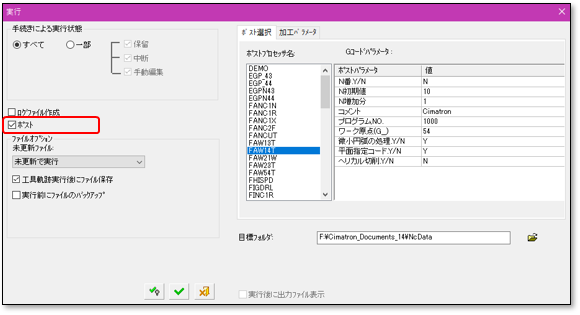 実行
手続きによる実行状態
すべて
一部
保留
中断
手動編集
ログファイル作成
ポスト
ファイルオプション
未更新ファイル:
未更新で実行
工具軌跡実行後にファイル保存
実行前にファイルのバックアップ
ポスト選択
加工パラメータ
ポストプロセッサ名:
Gコードパラメータ:
DEMO
EGP_43
EGP_44
EGPN43
EGPN44
FANC1N
FANC1R
FANC1X
FANC2F
FANCUT
FAW13T
FAW14T
FAW21W
FAW23T
FAW54T
FHISPD
FIGDRL
FINC1R
ポストパラメータ 値
N番.Y/N N
N初期値 10
N増加分 1
コメント Cimatron
プログラムNO. 1000
ワーク原点(G_) 54
微小円弧の処理.Y/N Y
平面指定コード.Y/N Y
ヘリカル切削.Y/N N
目標フォルダ:
F:¥Cimatron_Documents_14¥NcData
実行後に出力ファイル表示